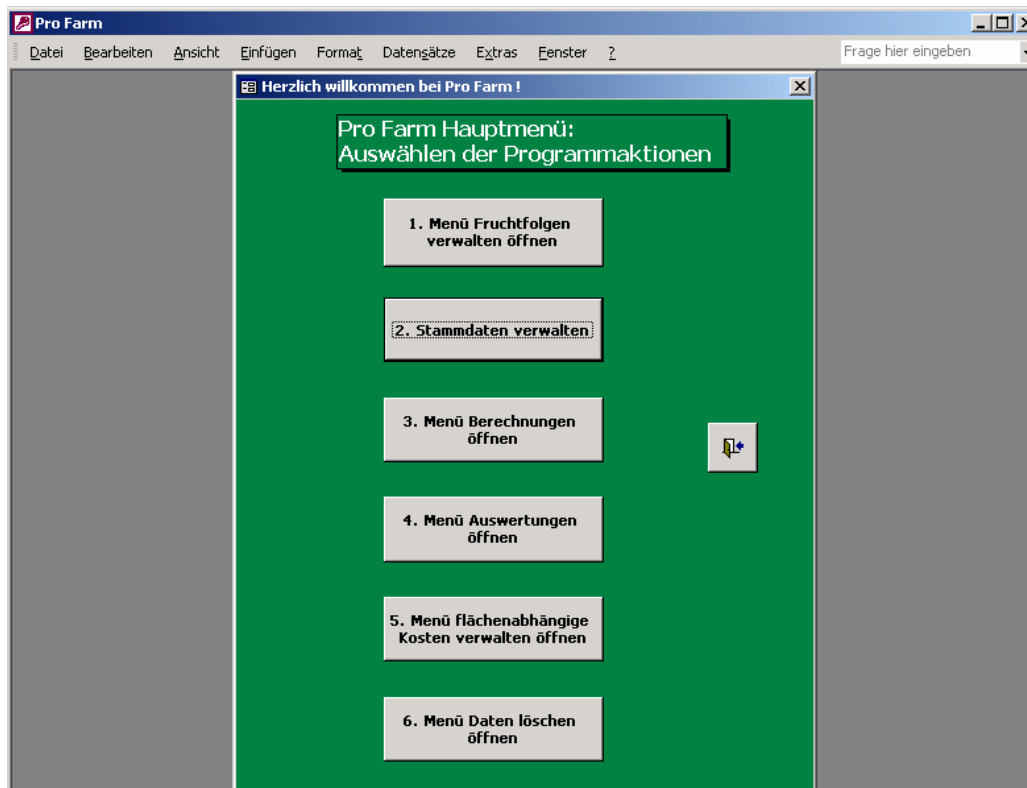 Pro Farm
Datei Bearbeiten Ansicht Einfügen Format Datensätze Extras Fenster ?
Frage hier eingeben
Herzlich willkommen bei Pro Farm !
Pro Farm Hauptmenü:
Auswählen der Programmaktionen
1. Menü Fruchtfolgen
verwalten öffnen
2. Stammdaten verwalten
3. Menü Berechnungen
öffnen
4. Menü Auswertungen
öffnen
5. Menü flächenabhängige
Kosten verwalten öffnen
6. Menü Daten löschen
öffnen